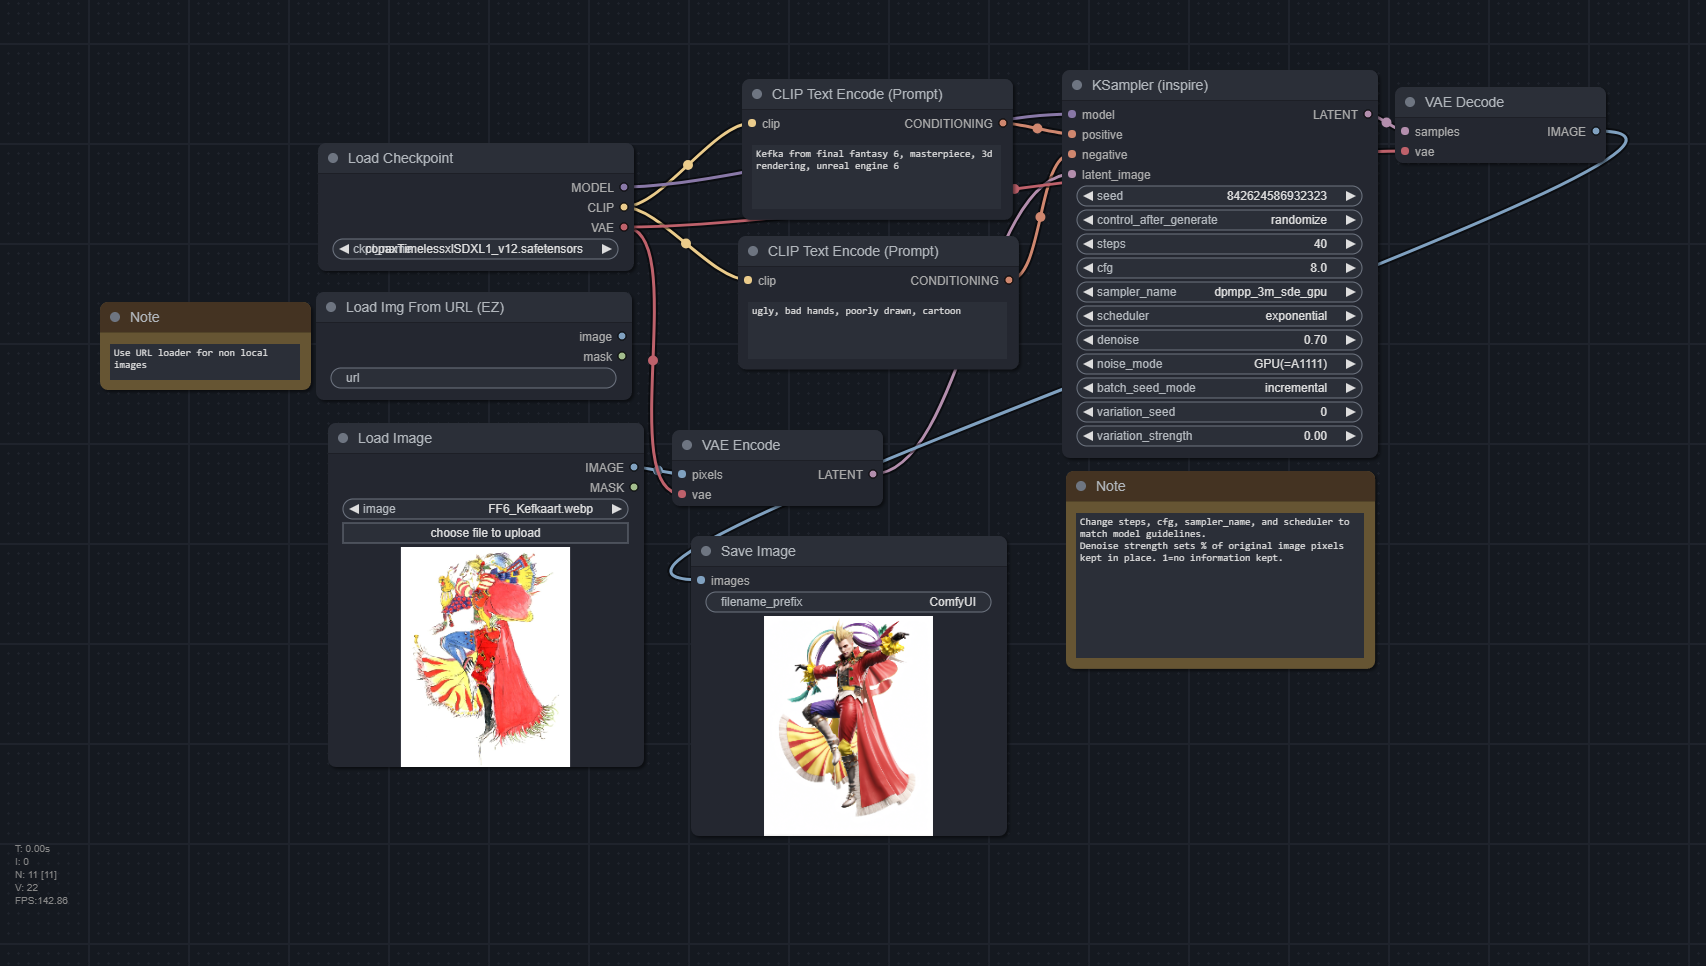 Note
Use URL loader for non local
images
Load Checkpoint
MODEL
CLIP
VAE
TimelessxlSDXL1_v12.safetensors
Load Img From URL (EZ)
image
mask
url
Load Image
IMAGE
MASK
image FF6_Kefkaart.webp
choose file to upload
CLIP Text Encode (Prompt)
clip CONDITIONING
Kefka from final fantasy 6, masterpiece, 3d
rendering, unreal engine 6
CLIP Text Encode (Prompt)
clip CONDITIONING
ugly, bad hands, poorly drawn, cartoon
VAE Encode
pixels LATENT
vae
Save Image
images
filename_prefix ComfyUI
KSampler (inspire)
model LATENT
positive
negative
latent_image
seed 842624586932323
control_after_generate randomize
steps 40
cfg 8.0
sampler_name dpmpp_3m_sde_gpu
scheduler exponential
denoise 0.70
noise_mode GPU(=A1111)
batch_seed_mode incremental
variation_seed 0
variation_strength 0.00
Note
Change steps, cfg, sampler_name, and scheduler to
match model guidelines.
Denoise strength sets % of original image pixels
kept in place. 1=no information kept.
VAE Decode
samples IMAGE
vae
T: 0.00s
I: 0
N: 11 [11]
V: 22
FPS:142.86